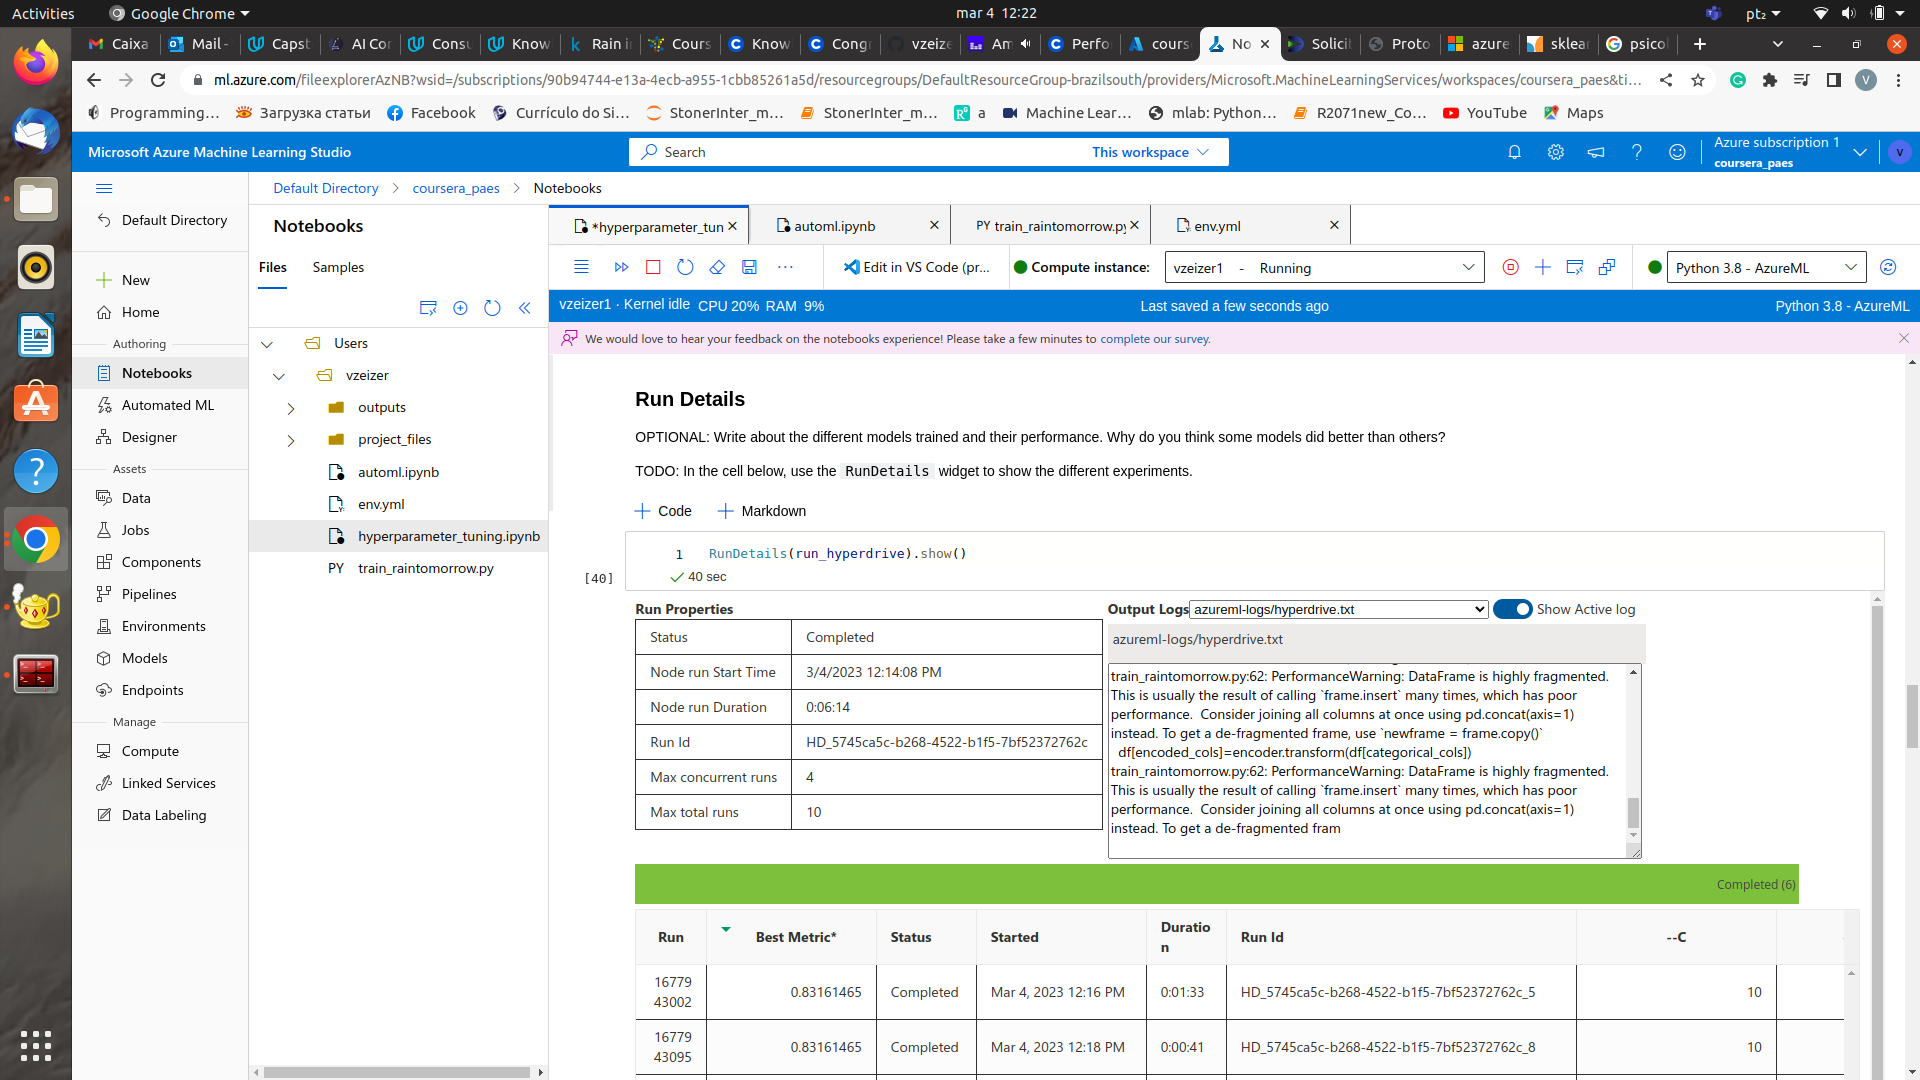 Activities
Google Chrome
mar 4 12:22
pt₂
Caixa
Mail -
Capst
AI Con
Consu
Know
Rain i
Cours
Know
Congr
vzeize
Am
Perfo
cours
No
Solicit
Proto
azure
sklear
psicol
ml.azure.com/fileexplorerAzNB?wsid=/subscriptions/90b94744-e13a-4ecb-a955-1cbb85261a5d/resourcegroups/DefaultResourceGroup-brazilsouth/providers/Microsoft.MachineLearningServices/workspaces/coursera_paes&ti...
V
Programming...
Загрузка статьи
Facebook
Currículo do Si...
StonerInter_m...
StonerInter_m...
a
Machine Lear...
mlab: Python...
R2071new_Co...
YouTube
Maps
Microsoft Azure Machine Learning Studio
Search
This workspace
Azure subscription 1
coursera_paes
V
Default Directory
coursera_paes
Notebooks
Default Directory
New
Home
Authoring
Notebooks
Automated ML
Designer
Assets
Data
Jobs
Components
Pipelines
Environments
Models
Endpoints
Manage
Compute
Linked Services
Data Labeling
Notebooks
Files
Samples
Users
vzeizer
outputs
project_files
automl.ipynb
env.yml
hyperparameter_tuning.ipynb
PY train_raintomorrow.py
*hyperparameter_tun
automl.ipynb
PY train_raintomorrow.py
env.yml
Edit in VS Code (pr...
Compute instance:
vzeizer1 - Running
Python 3.8 - AzureML
vzeizer1 · Kernel idle CPU 20% RAM 9%
Last saved a few seconds ago
Python 3.8 - AzureML
We would love to hear your feedback on the notebooks experience! Please take a few minutes to complete our survey.
Run Details
OPTIONAL: Write about the different models trained and their performance. Why do you think some models did better than others?
TODO: In the cell below, use the RunDetails widget to show the different experiments.
Code
Markdown
1 RunDetails(run_hyperdrive).show()
[40]
40 sec
Run Properties
Status Completed
Node run Start Time 3/4/2023 12:14:08 PM
Node run Duration 0:06:14
Run Id HD_5745ca5c-b268-4522-b1f5-7bf52372762c
Max concurrent runs 4
Max total runs 10
Output Logs azureml-logs/hyperdrive.txt
Show Active log
azureml-logs/hyperdrive.txt
train_raintomorrow.py:62: PerformanceWarning: DataFrame is highly fragmented.
This is usually the result of calling `frame.insert` many times, which has poor
performance. Consider joining all columns at once using pd.concat(axis=1)
instead. To get a de-fragmented frame, use `newframe = frame.copy()`
df[encoded_cols]=encoder.transform(df[categorical_cols])
train_raintomorrow.py:62: PerformanceWarning: DataFrame is highly fragmented.
This is usually the result of calling `frame.insert` many times, which has poor
performance. Consider joining all columns at once using pd.concat(axis=1)
instead. To get a de-fragmented fram
Completed (6)
Run
Best Metric*
Status
Started
Duratio
n
Run Id
--C
16779
43002
0.83161465
Completed
Mar 4, 2023 12:16 PM
0:01:33
HD_5745ca5c-b268-4522-b1f5-7bf52372762c_5
10
16779
43095
0.83161465
Completed
Mar 4, 2023 12:18 PM
0:00:41
HD_5745ca5c-b268-4522-b1f5-7bf52372762c_8
10